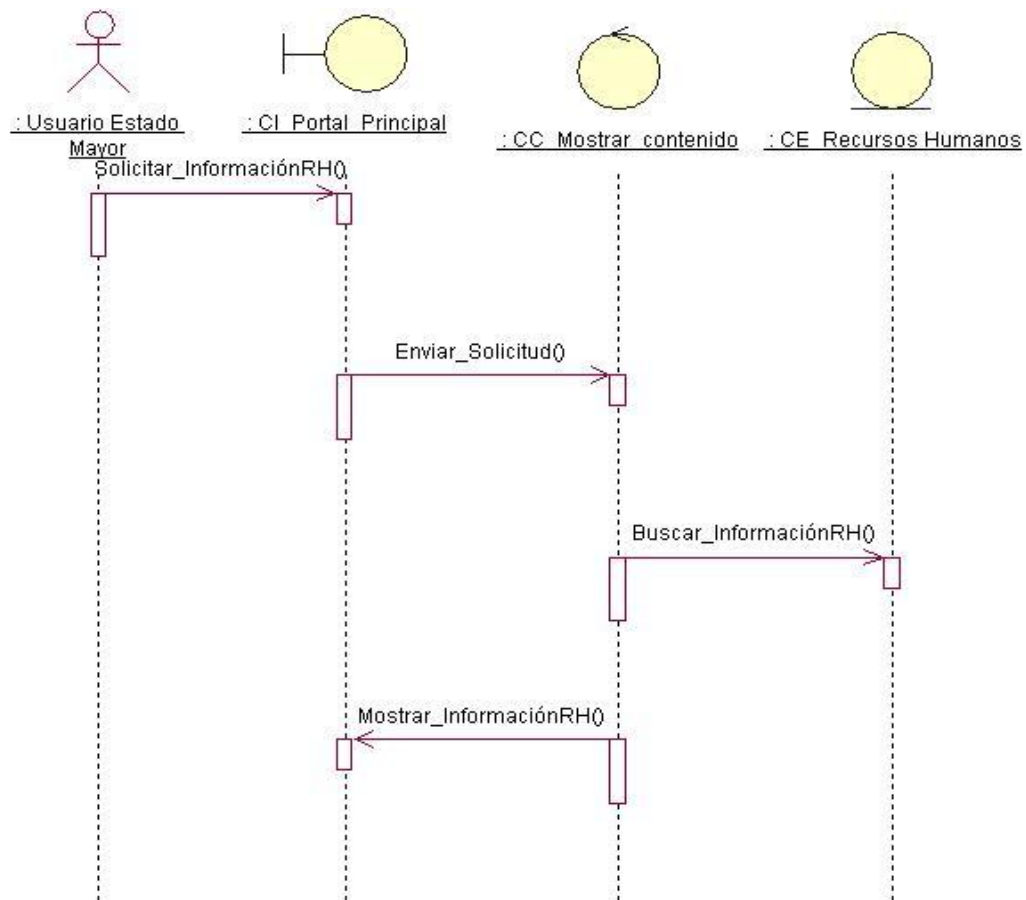 : Usuario Estado
Mayor
: CI_Portal_Principal
: CC_Mostrar_contenido
: CE_Recursos Humanos
Solicitar_InformaciónRH()
Enviar_Solicitud()
Buscar_InformaciónRH()
Mostrar_InformaciónRH()